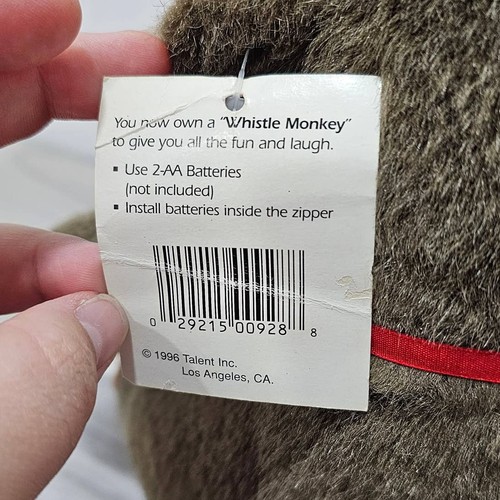 You now own a "Whistle Monkey"
to give you all the fun and laugh.
▪ Use 2-AA Batteries
(not included)
▪ Install batteries inside the zipper
0 29215 00928 8
© 1996 Talent Inc.
Los Angeles, CA.